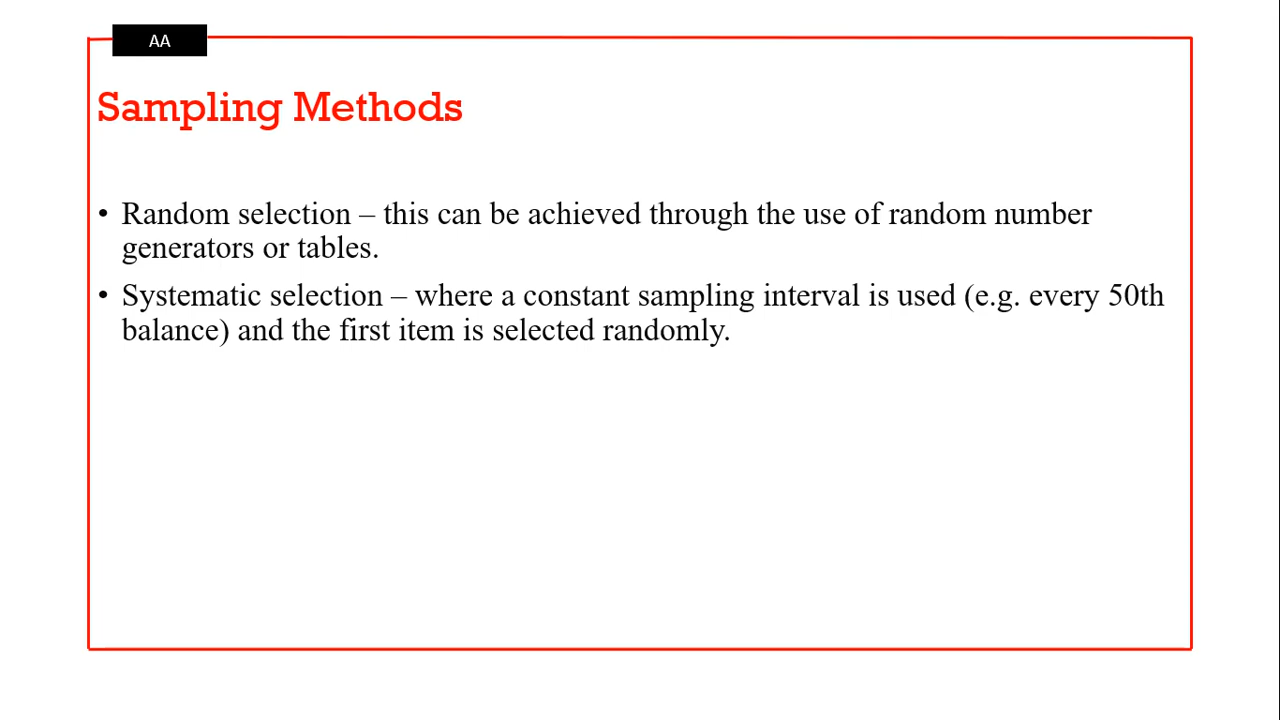 AA
Sampling Methods
• Random selection – this can be achieved through the use of random number
generators or tables.
• Systematic selection – where a constant sampling interval is used (e.g. every 50th
balance) and the first item is selected randomly.